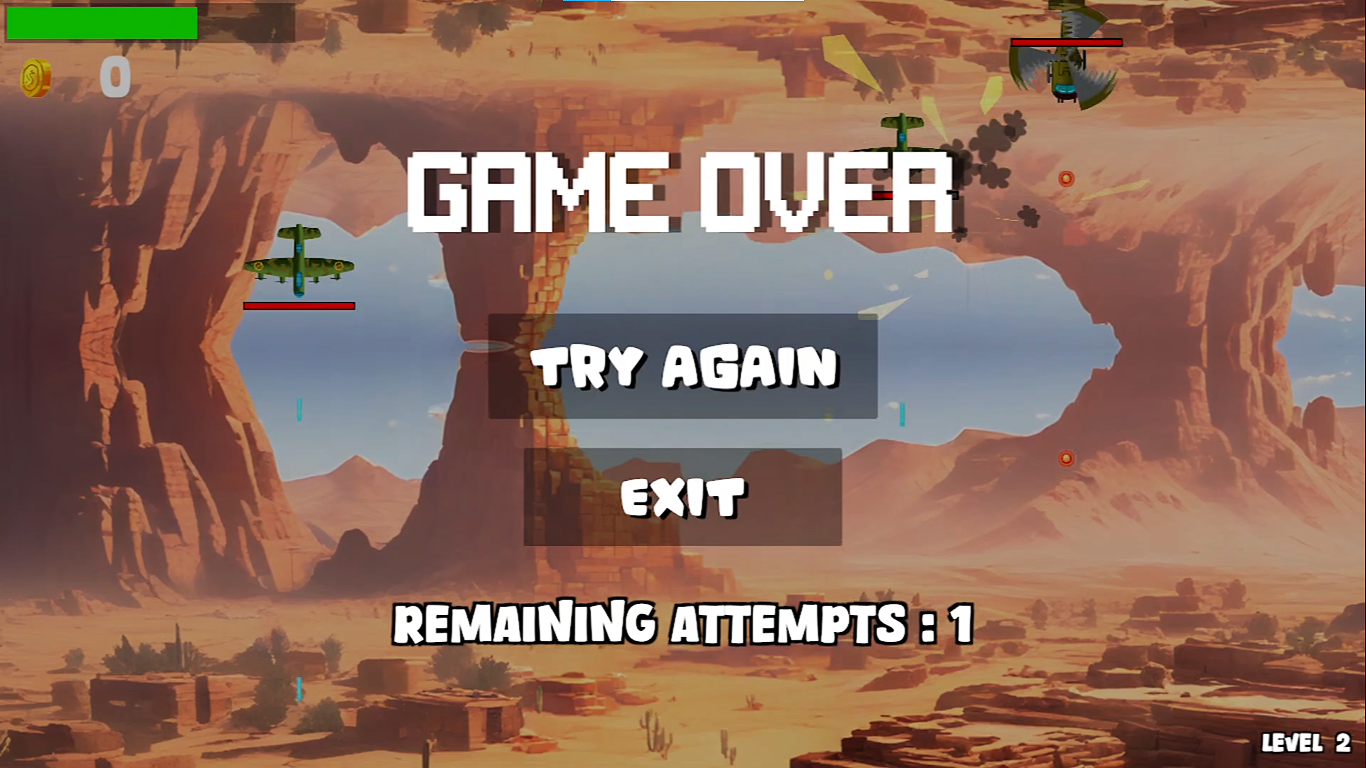 0
GAME OVER
TRY AGAIN
EXIT
REMAINING ATTEMPTS : 1
LEVEL 2